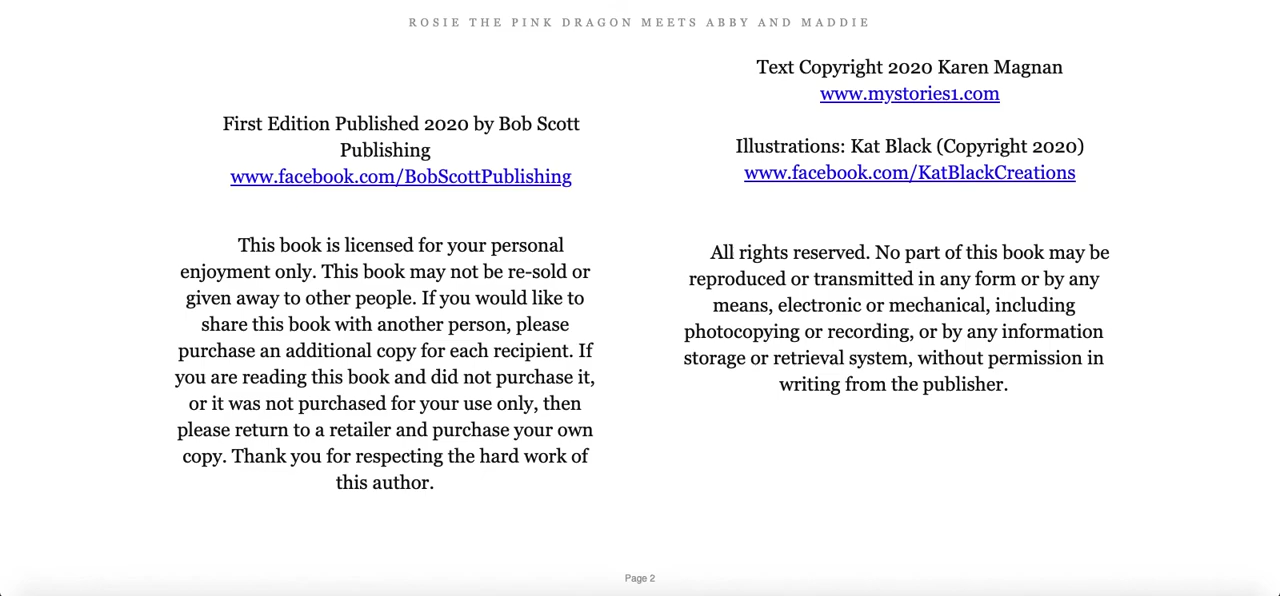 ROSIE THE PINK DRAGON MEETS ABBY AND MADDIE
First Edition Published 2020 by Bob Scott
Publishing
www.facebook.com/BobScottPublishing
This book is licensed for your personal
enjoyment only. This book may not be re-sold or
given away to other people. If you would like to
share this book with another person, please
purchase an additional copy for each recipient. If
you are reading this book and did not purchase it,
or it was not purchased for your use only, then
please return to a retailer and purchase your own
copy. Thank you for respecting the hard work of
this author.
Text Copyright 2020 Karen Magnan
www.mystories1.com
Illustrations: Kat Black (Copyright 2020)
www.facebook.com/KatBlackCreations
All rights reserved. No part of this book may be
reproduced or transmitted in any form or by any
means, electronic or mechanical, including
photocopying or recording, or by any information
storage or retrieval system, without permission in
writing from the publisher.
Page 2